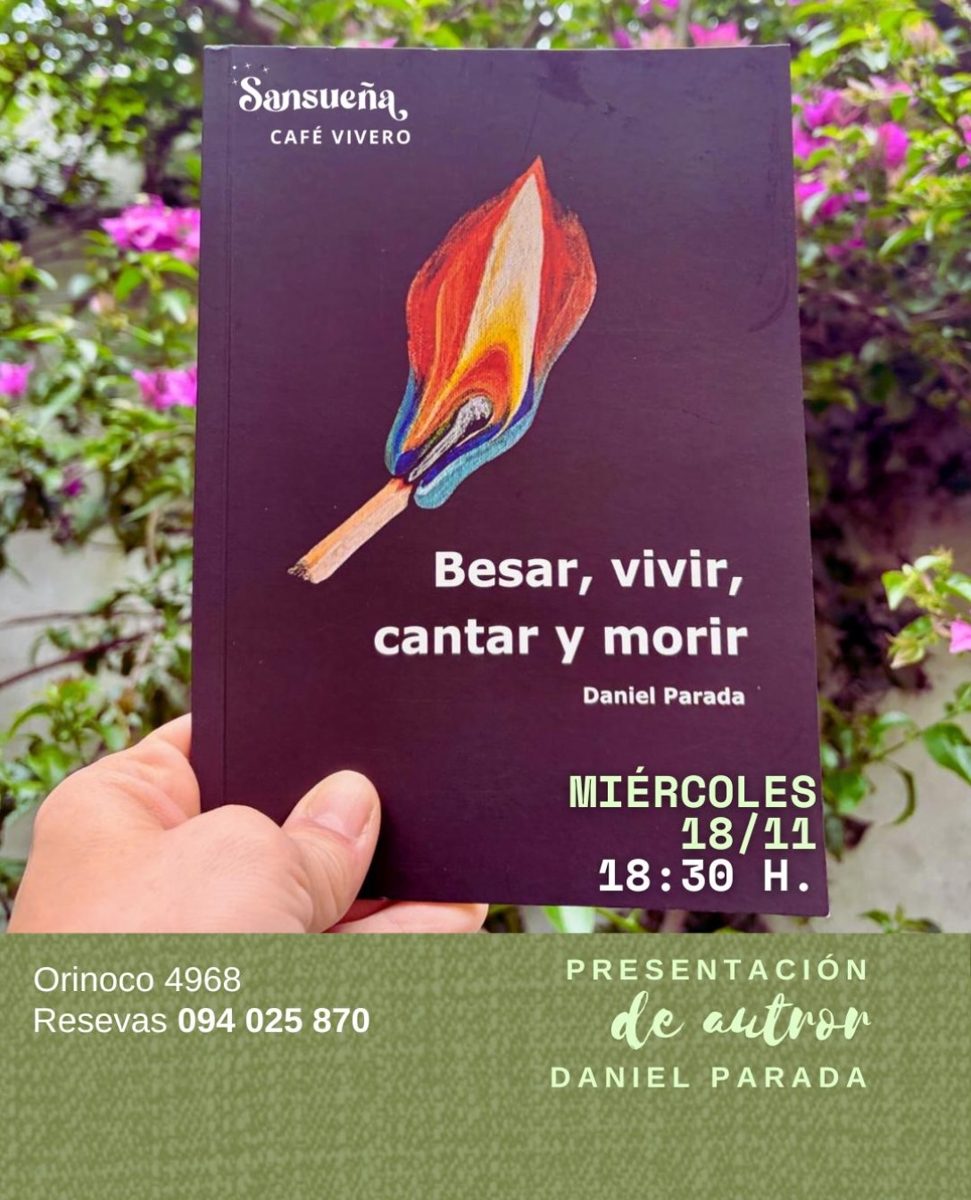 Sansueña
CAFÉ VIVERO
Besar, vivir,
cantar y morir
Daniel Parada
MIÉRCOLES
18/11
18:30 H.
Orinoco 4968
Resevas 094 025 870
PRESENTACIÓN
de autror
DANIEL PARADA